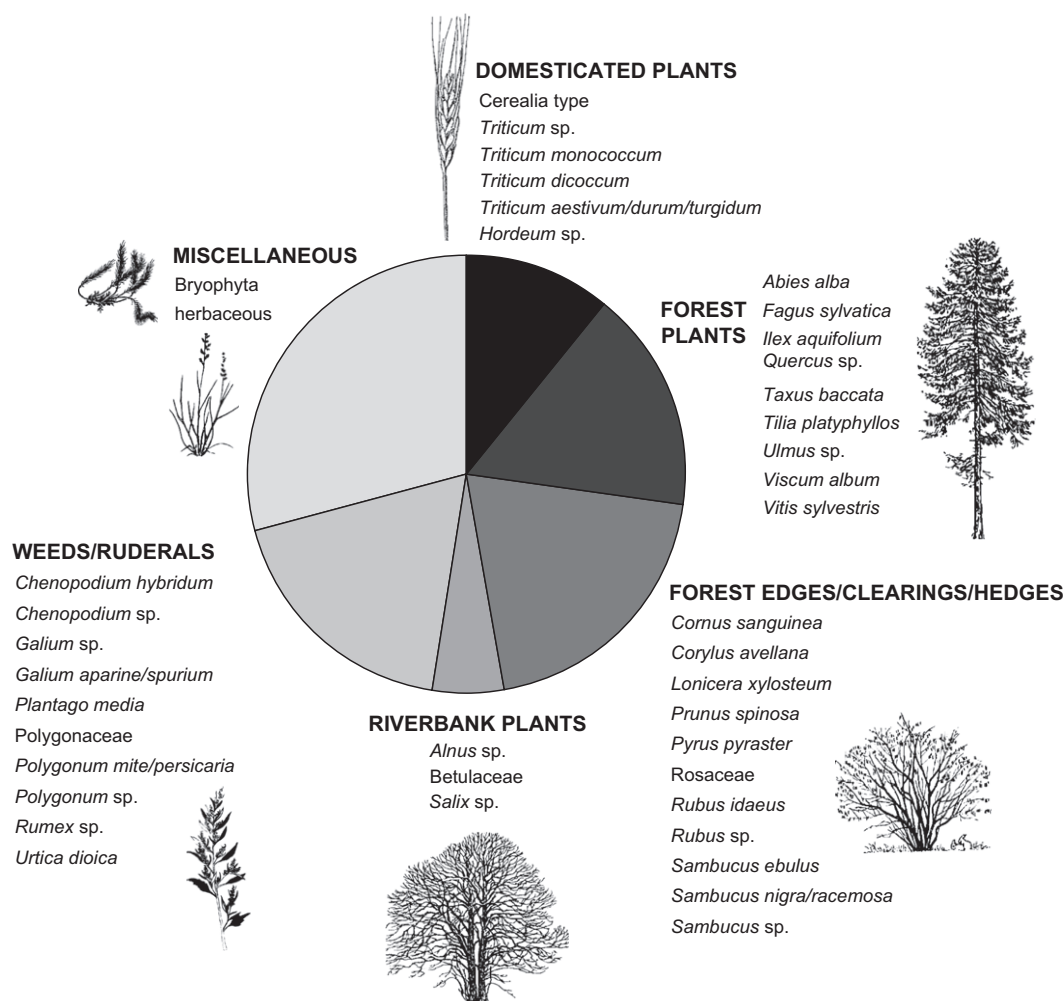 DOMESTICATED PLANTS
Cerealia type
Triticum sp.
Triticum monococcum
Triticum dicoccum
Triticum aestivum/durum/turgidum
Hordeum sp.
MISCELLANEOUS
Bryophyta
herbaceous
FOREST
PLANTS
Abies alba
Fagus sylvatica
Ilex aquifolium
Quercus sp.
Taxus baccata
Tilia platyphyllos
Ulmus sp.
Viscum album
Vitis sylvestris
WEEDS/RUDERALS
Chenopodium hybridum
Chenopodium sp.
Galium sp.
Galium aparine/spurium
Plantago media
Polygonaceae
Polygonum mite/persicaria
Polygonum sp.
Rumex sp.
Urtica dioica
RIVERBANK PLANTS
Alnus sp.
Betulaceae
Salix sp.
FOREST EDGES/CLEARINGS/HEDGES
Cornus sanguinea
Corylus avellana
Lonicera xylosteum
Prunus spinosa
Pyrus pyraster
Rosaceae
Rubus idaeus
Rubus sp.
Sambucus ebulus
Sambucus nigra/racemosa
Sambucus sp.